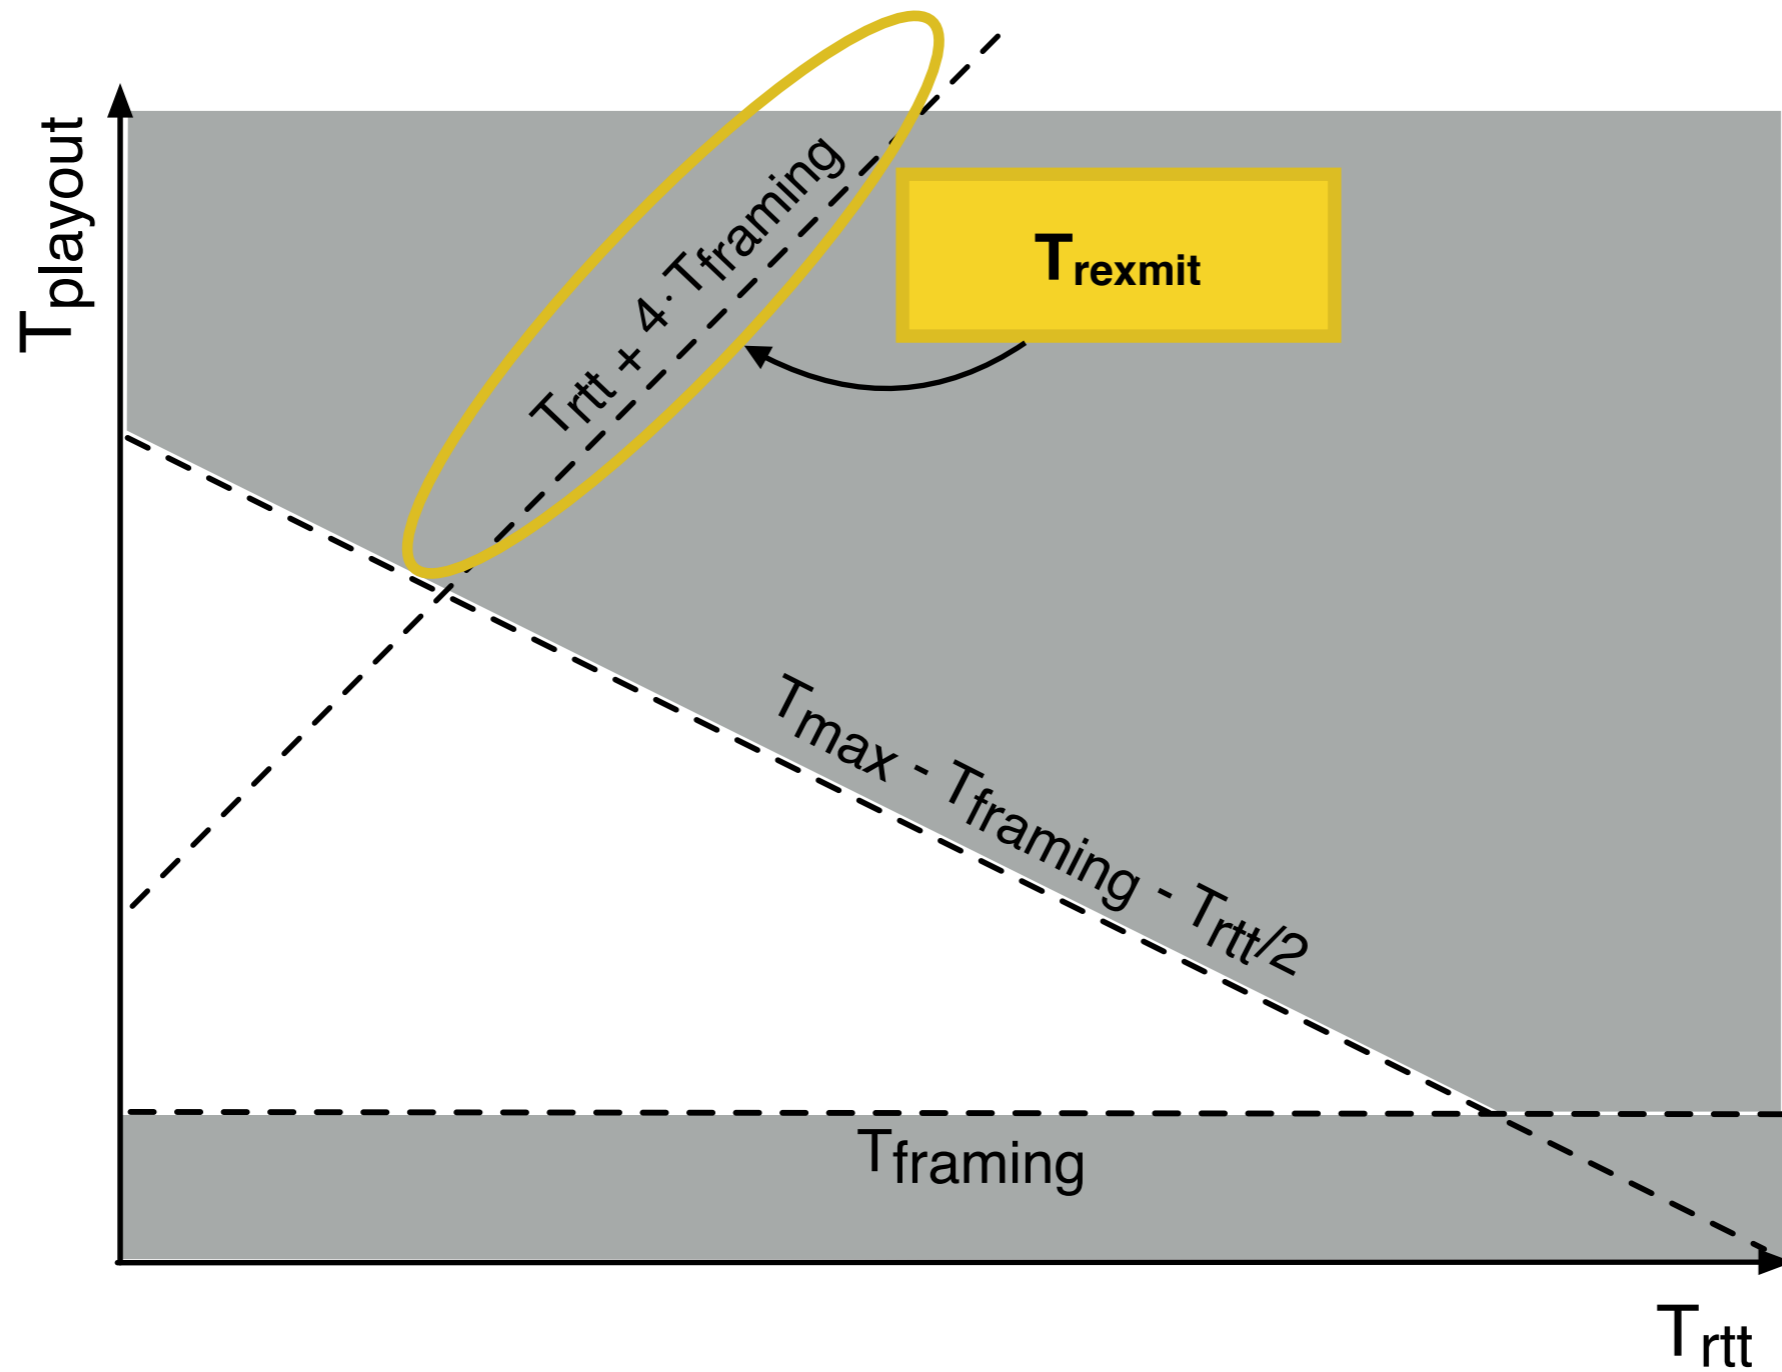 Tplayout
Trtt + 4· Tframing
Trexmit
Tmax - Tframing - Trtt/2
Tframing
Trtt